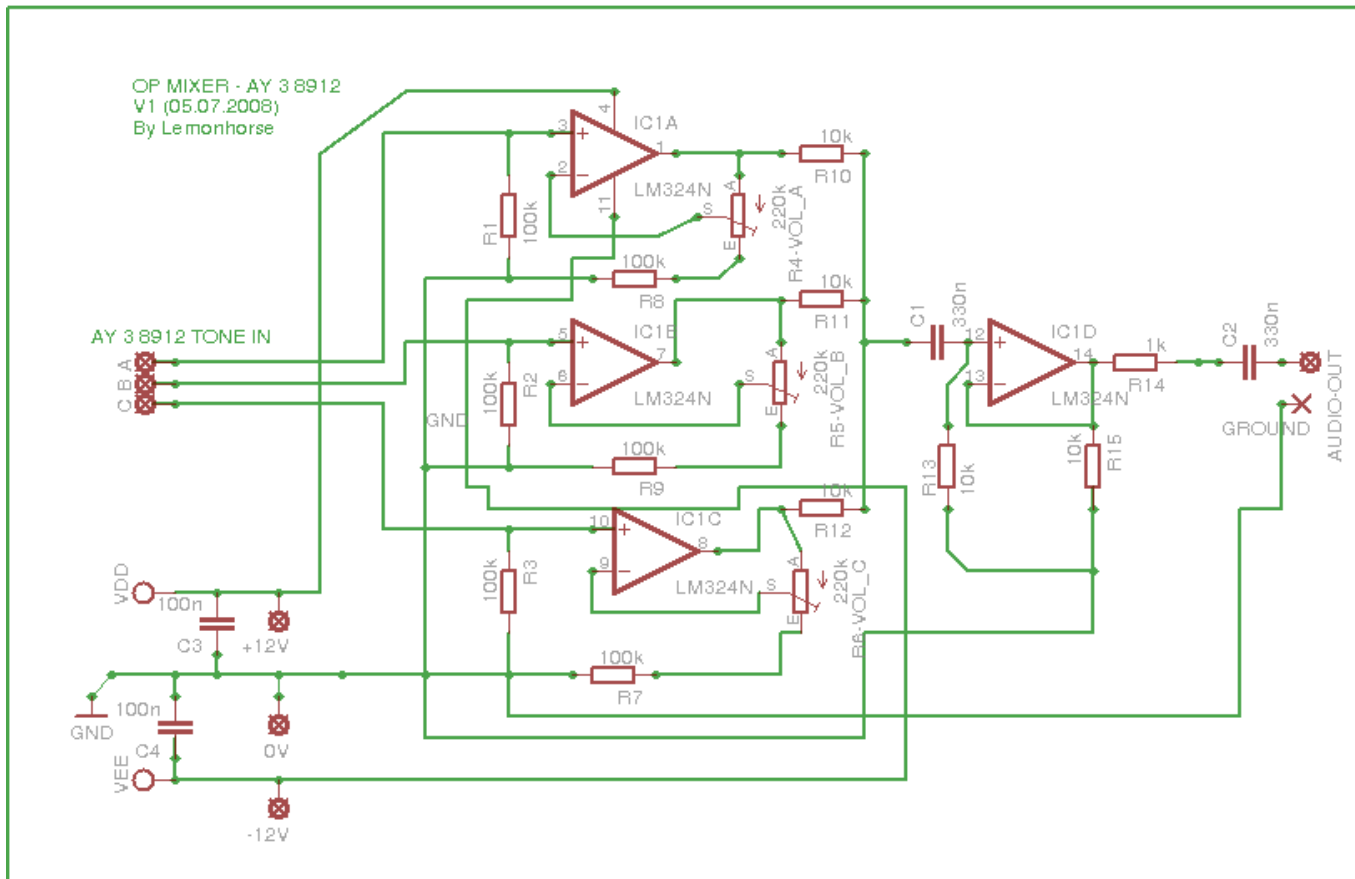 OP MIXER - AY 3 8912
V1 (05.07.2008)
By Lemonhorse
4
3
+
2
−
1
11
IC1A
LM324N
10k
R10
R1
100k
S
A
E
220k
R4-VOL_A
100k
R8
10k
R11
AY 3 8912 TONE IN
A
B
C
5
+
6
−
7
IC1B
LM324N
R2
100k
GND
S
A
E
220k
R5-VOL_B
100k
R9
C1
330n
12
+
13
−
14
IC1D
LM324N
1k
R14
C2
330n
AUDIO-OUT
GROUND
R13
10k
10k
R15
10k
R12
10
+
9
−
8
IC1C
LM324N
R3
100k
S
A
E
220k
R6-VOL_C
100k
R7
VDD
100n
C3
+12V
GND
100n
C4
0V
VEE
-12V